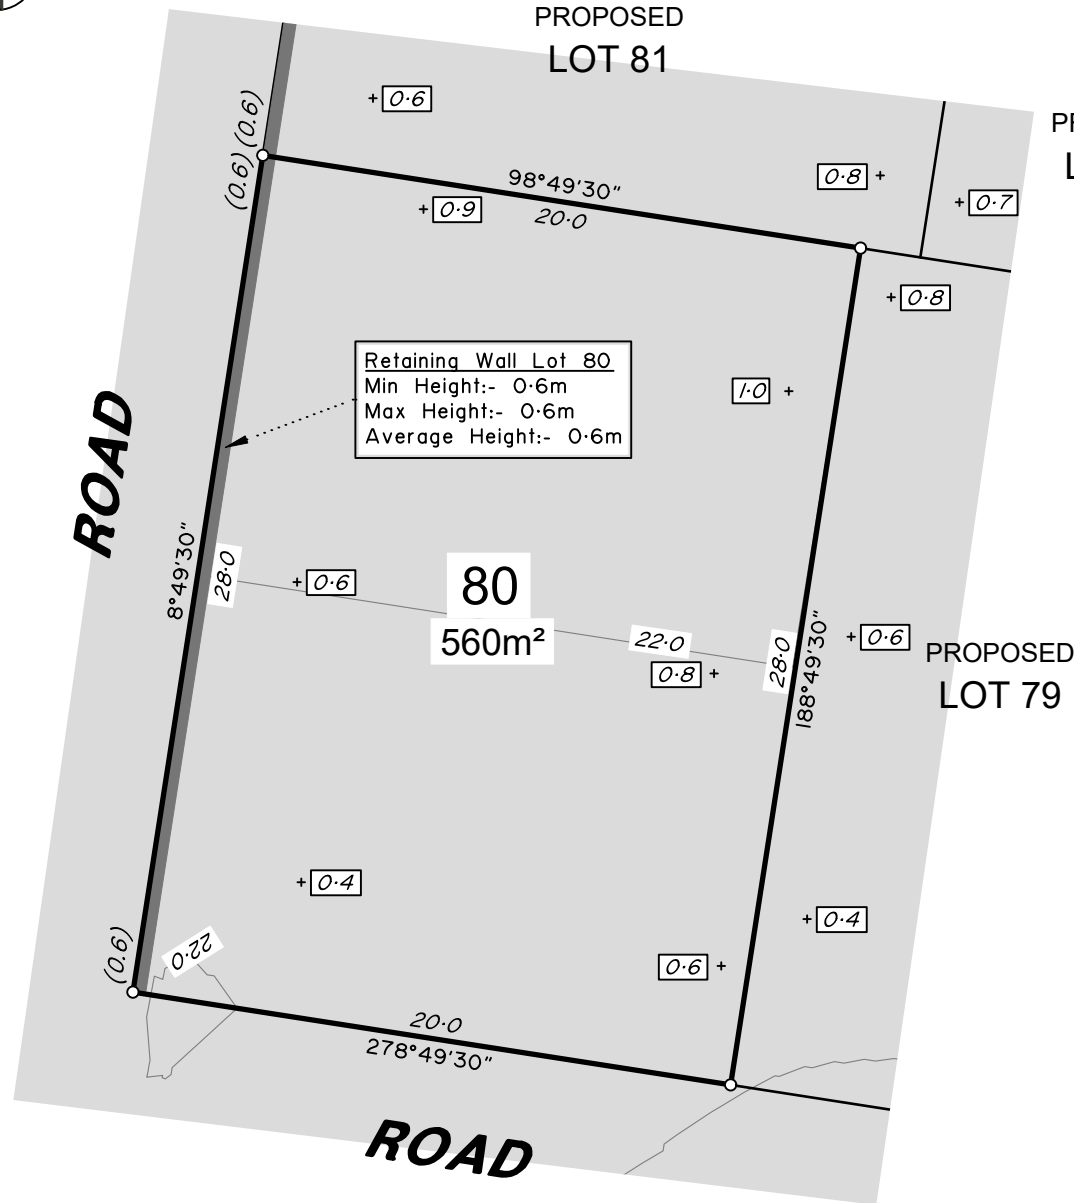 PROPOSED
LOT 81
(0.6)
+ 0·6
PR
L
(0.6)
98°49'30"
0·8 +
+ 0·7
+ 0·9
20·0
+ 0·8
Retaining Wall Lot 80
Min Height:- 0·6m
Max Height:- 0·6m
Average Height:- 0·6m
1·0 +
ROAD
8°49'30"
28·0
+ 0·6
80
560m²
22·0
0·8 +
28·0
188°49'30"
+ 0·6
PROPOSED
LOT 79
+ 0·4
+ 0·4
(0.6)
22·0
0·6 +
20·0
278°49'30"
ROAD